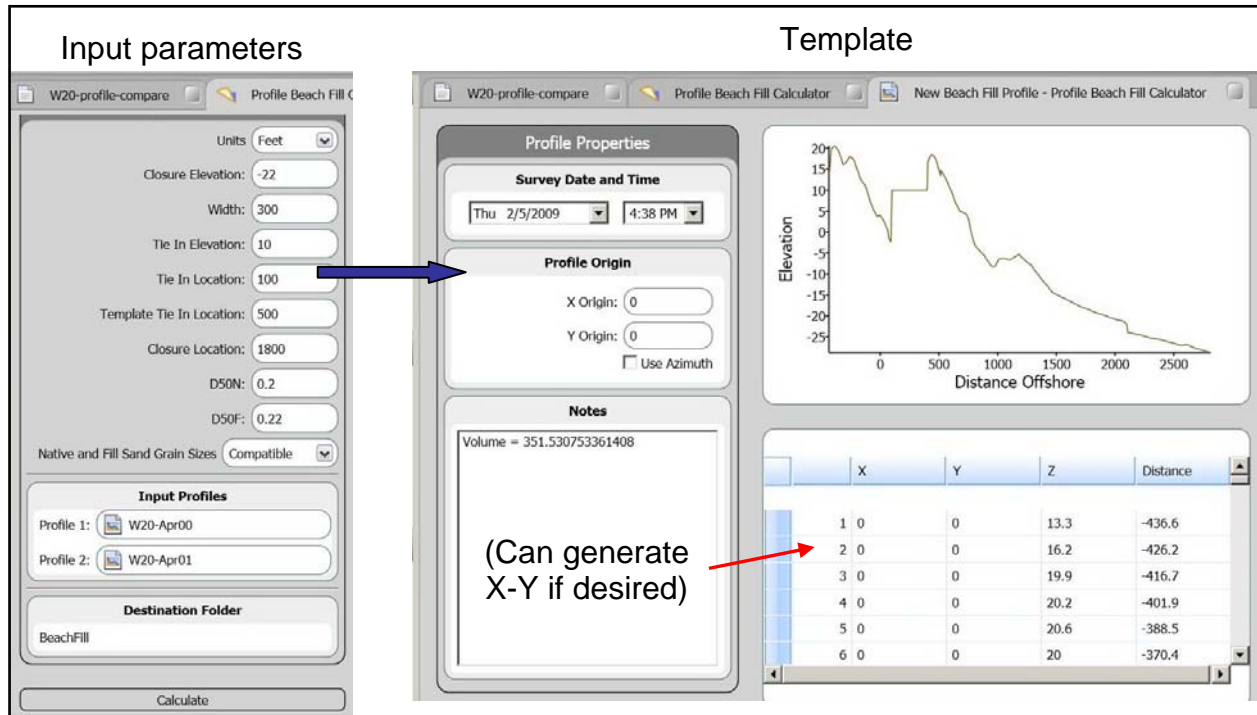 Input parameters
W20-profile-compare
Profile Beach Fill C
Units Feet
Closure Elevation: -22
Width: 300
Tie In Elevation: 10
Tie In Location: 100
Template Tie In Location: 500
Closure Location: 1800
D50N: 0.2
D50F: 0.22
Native and Fill Sand Grain Sizes Compatible
Input Profiles
Profile 1: W20-Apr00
Profile 2: W20-Apr01
Destination Folder
BeachFill
Calculate
Template
W20-profile-compare
Profile Beach Fill Calculator
New Beach Fill Profile - Profile Beach Fill Calculator
Profile Properties
Survey Date and Time
Thu 2/5/2009 4:38 PM
Profile Origin
X Origin: 0
Y Origin: 0
Use Azimuth
Notes
Volume = 351.530753361408
(Can generate
X-Y if desired)
Elevation
20
15
10
5
0
-5
-10
-15
-20
-25
0 500 1000 1500 2000 2500
Distance Offshore
X Y Z Distance
1 0 0 13.3 -436.6
2 0 0 16.2 -426.2
3 0 0 19.9 -416.7
4 0 0 20.2 -401.9
5 0 0 20.6 -388.5
6 0 0 20 -370.4